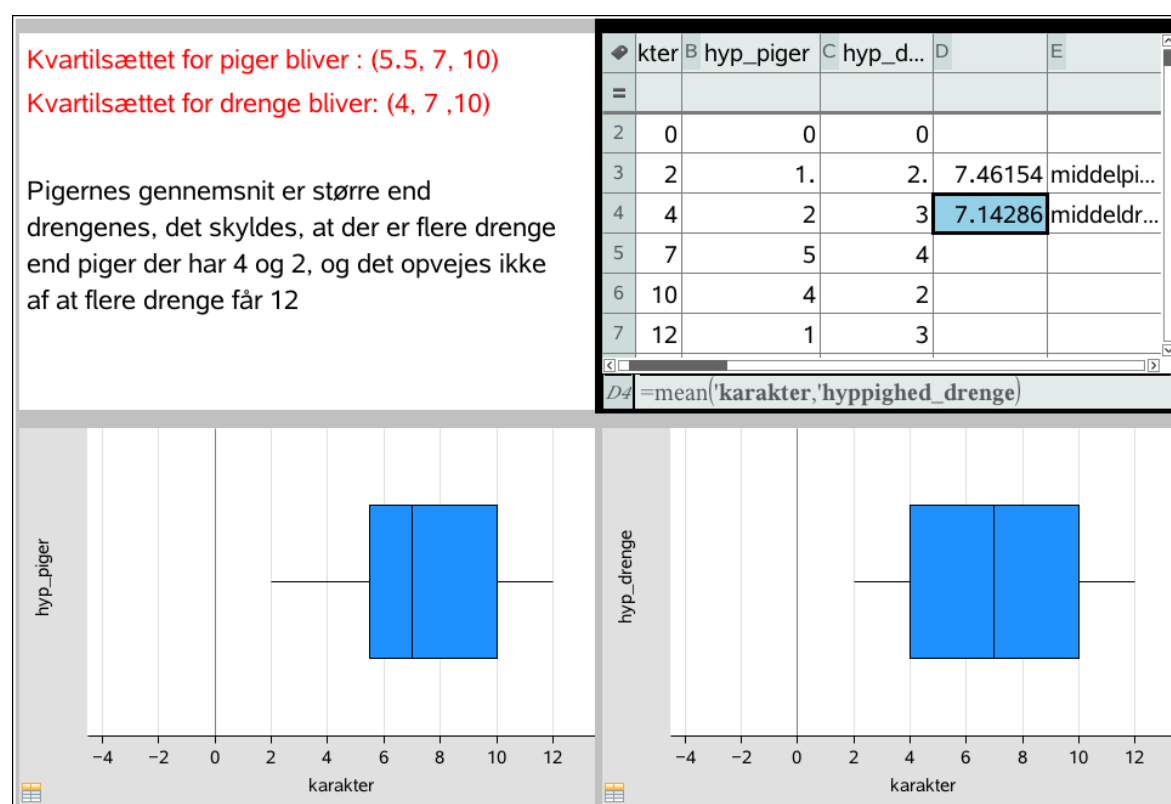 Kvartilsættet for piger bliver : (5.5, 7, 10)
Kvartilsættet for drenge bliver: (4, 7 ,10)
Pigernes gennemsnit er større end
drengenes, det skyldes, at der er flere drenge
end piger der har 4 og 2, og det opvejes ikke
af at flere drenge får 12
kter B hyp_piger C hyp_d... D E
=
2 0 0 0
3 2 1. 2. 7.46154 middelpi...
4 4 2 3 7.14286 middeldr...
5 7 5 4
6 10 4 2
7 12 1 3
D4 =mean('karakter,'hyppighed_drenge)
hyp_piger
−4 −2 0 2 4 6 8 10 12
karakter
hyp_drenge
−4 −2 0 2 4 6 8 10 12
karakter